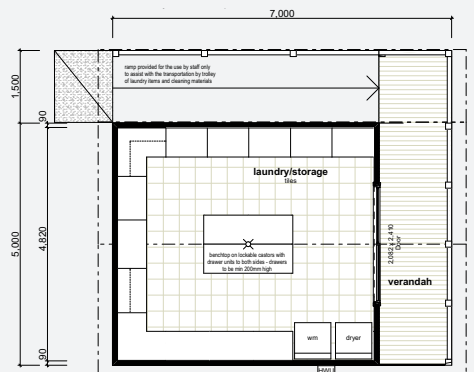 7,000
ramp provided for the use by staff only
to assist with the transportation by trolley
of laundry items and cleaning materials
1,500
90
laundry/storage
tiles
5,000
4,820
benchtop on lockable castors with
drawer units to both sides - drawers
to be min 200mm high
2,082 x 2,410
Door
verandah
wm
dryer
90
HWU